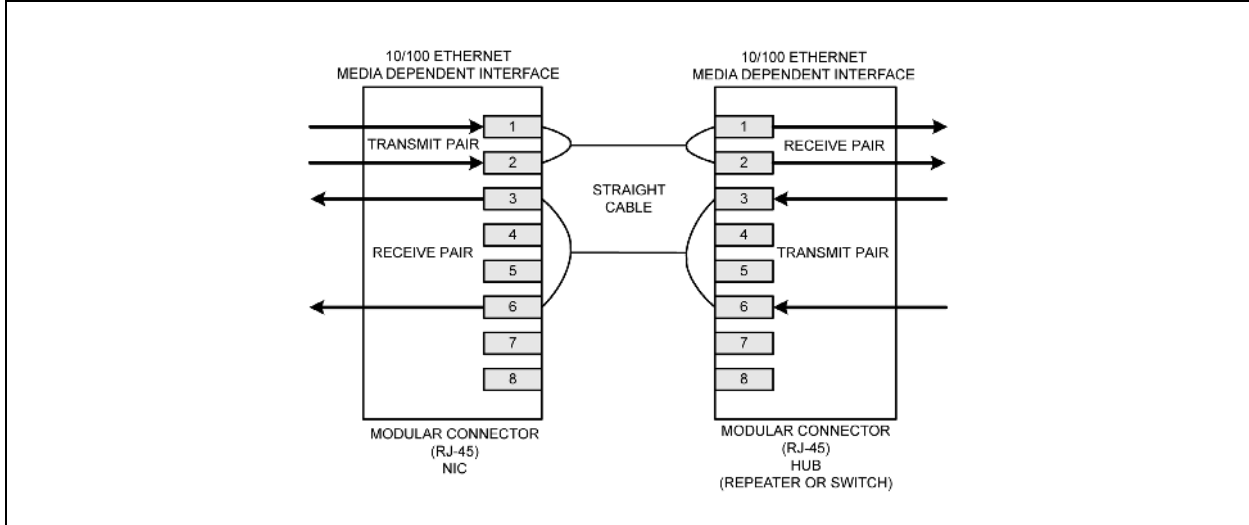 10/100 ETHERNET
MEDIA DEPENDENT INTERFACE
1
TRANSMIT PAIR
2
3
4
RECEIVE PAIR
5
6
7
8
MODULAR CONNECTOR
(RJ-45)
NIC
STRAIGHT
CABLE
10/100 ETHERNET
MEDIA DEPENDENT INTERFACE
1
RECEIVE PAIR
2
3
4
TRANSMIT PAIR
5
6
7
8
MODULAR CONNECTOR
(RJ-45)
HUB
(REPEATER OR SWITCH)